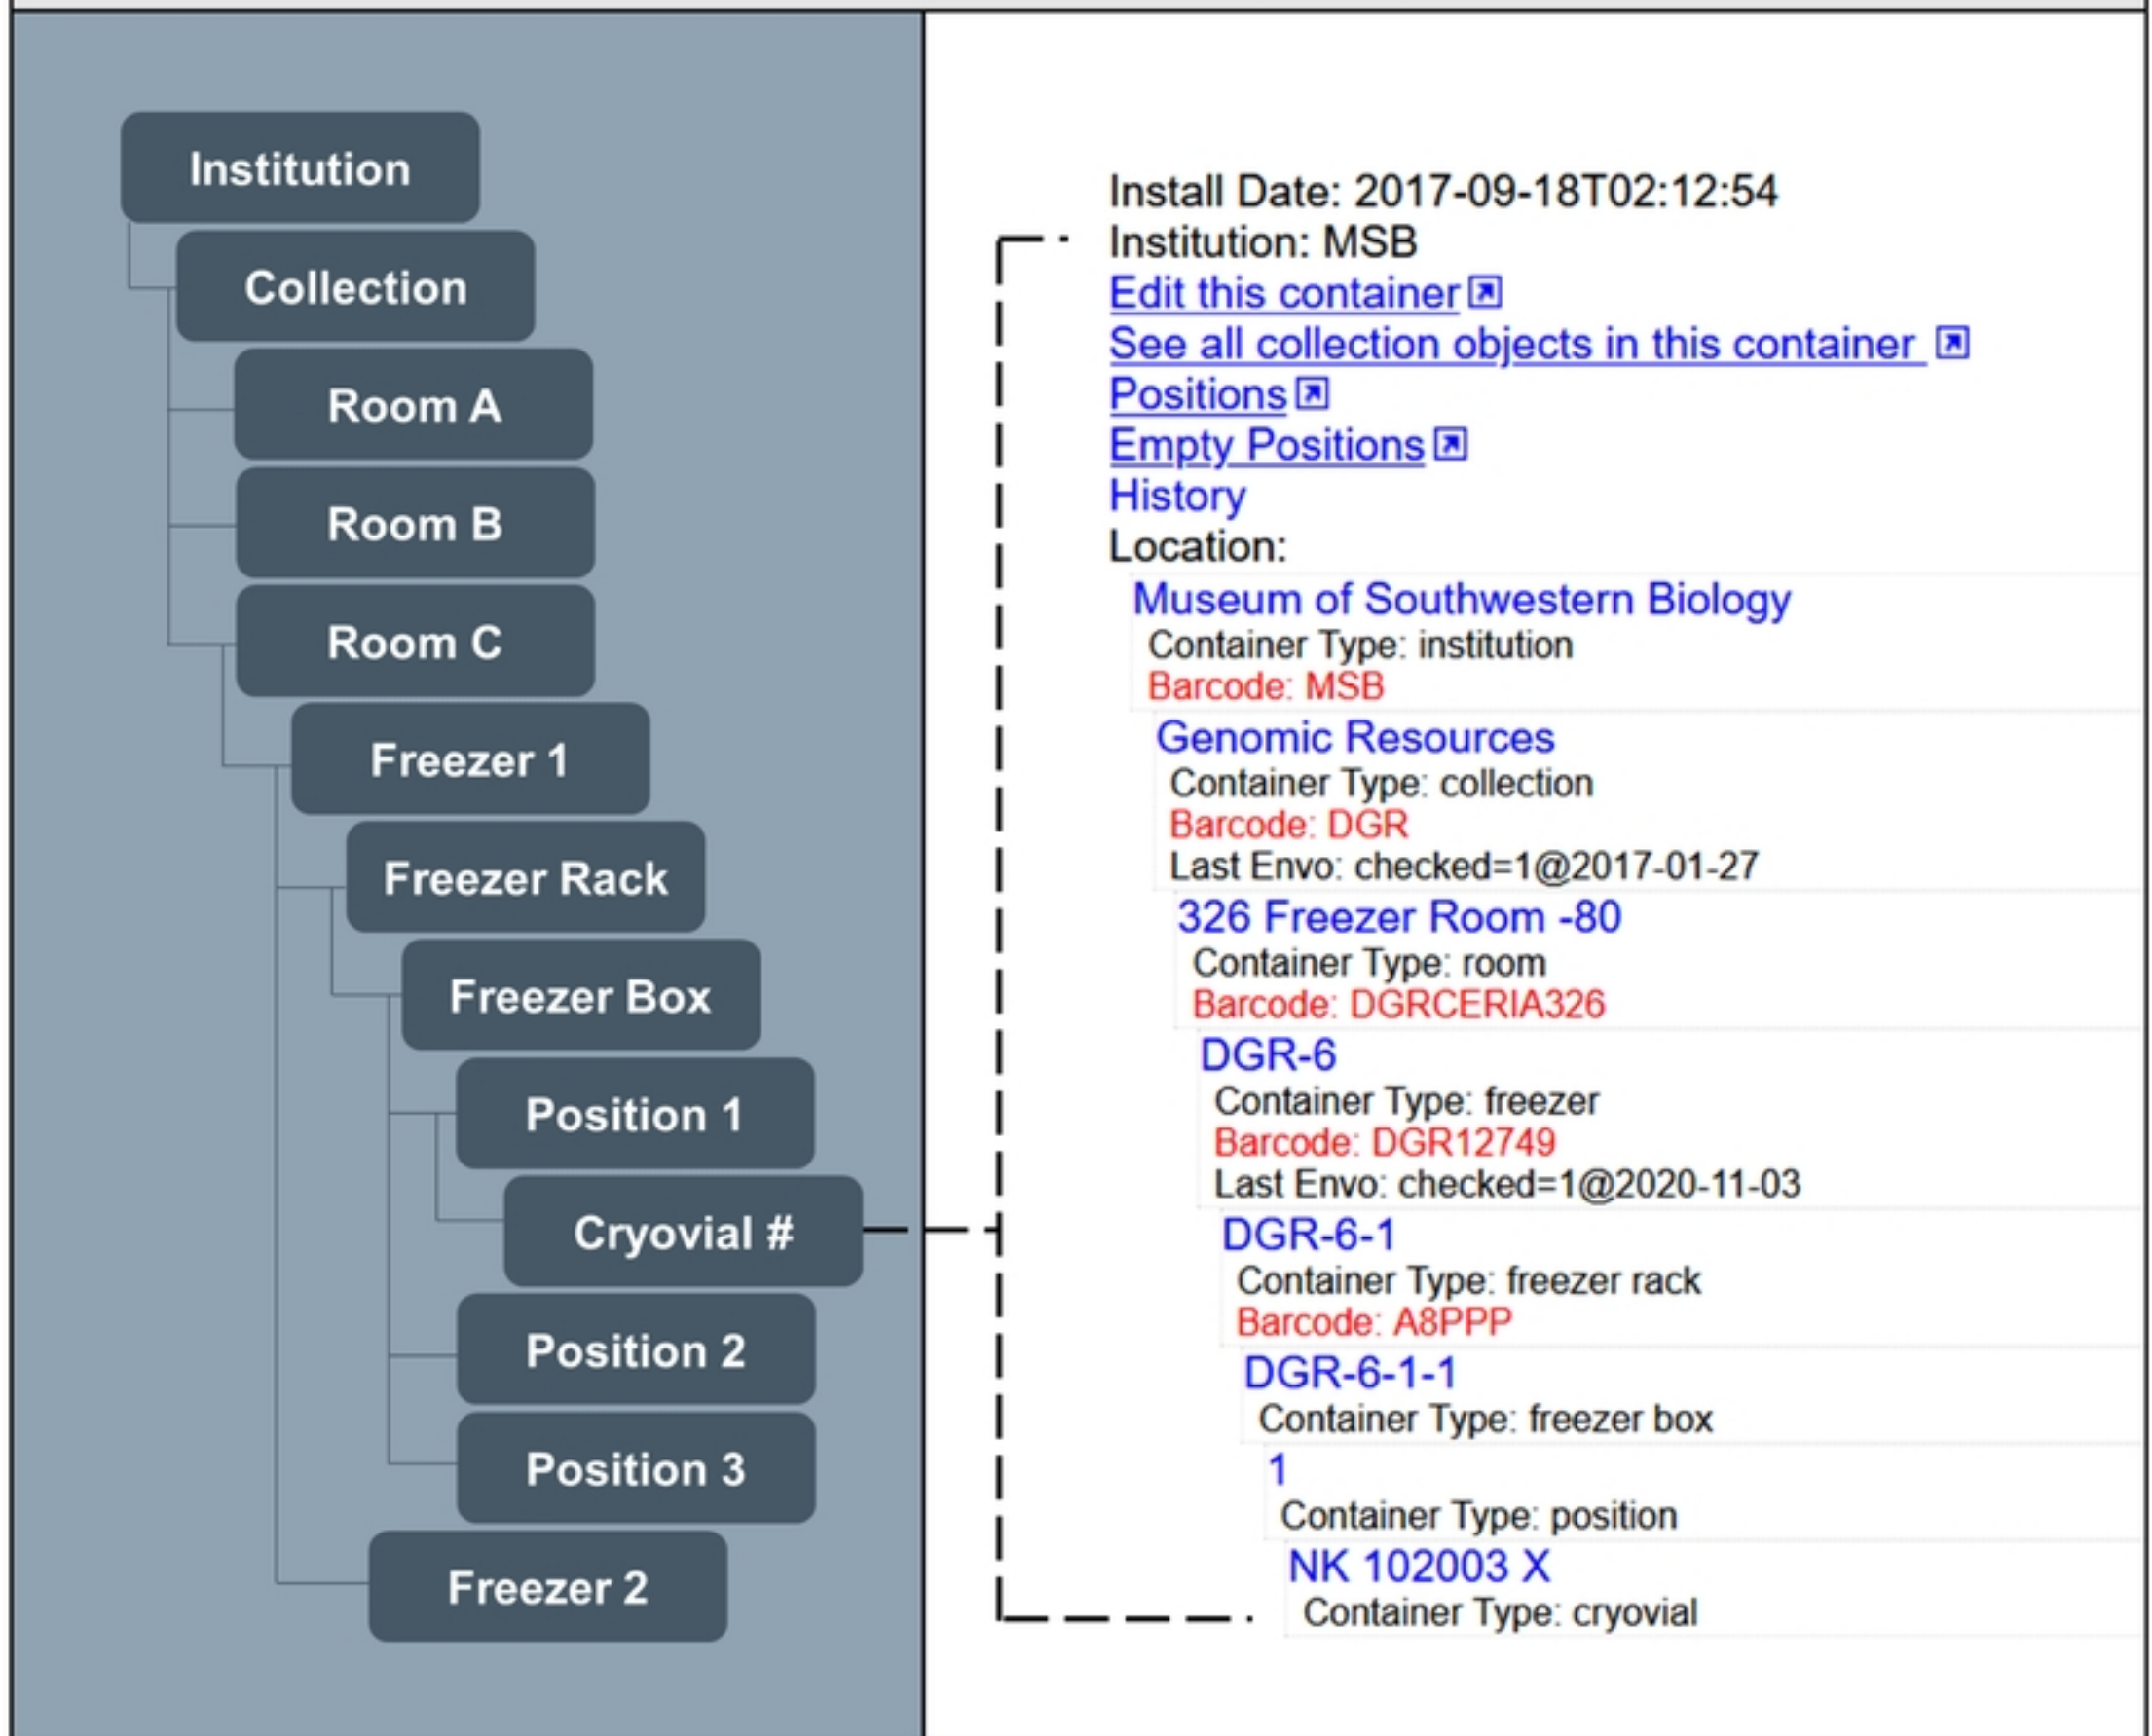 Institution
Collection
Room A
Room B
Room C
Freezer 1
Freezer Rack
Freezer Box
Position 1
Cryovial #
Position 2
Position 3
Freezer 2
Install Date: 2017-09-18T02:12:54
Institution: MSB
Edit this container
See all collection objects in this container
Positions
Empty Positions
History
Location:
Museum of Southwestern Biology
Container Type: institution
Barcode: MSB
Genomic Resources
Container Type: collection
Barcode: DGR
Last Envo: checked=1@2017-01-27
326 Freezer Room -80
Container Type: room
Barcode: DGRCERIA326
DGR-6
Container Type: freezer
Barcode: DGR12749
Last Envo: checked=1@2020-11-03
DGR-6-1
Container Type: freezer rack
Barcode: A8PPP
DGR-6-1-1
Container Type: freezer box
1
Container Type: position
NK 102003 X
Container Type: cryovial